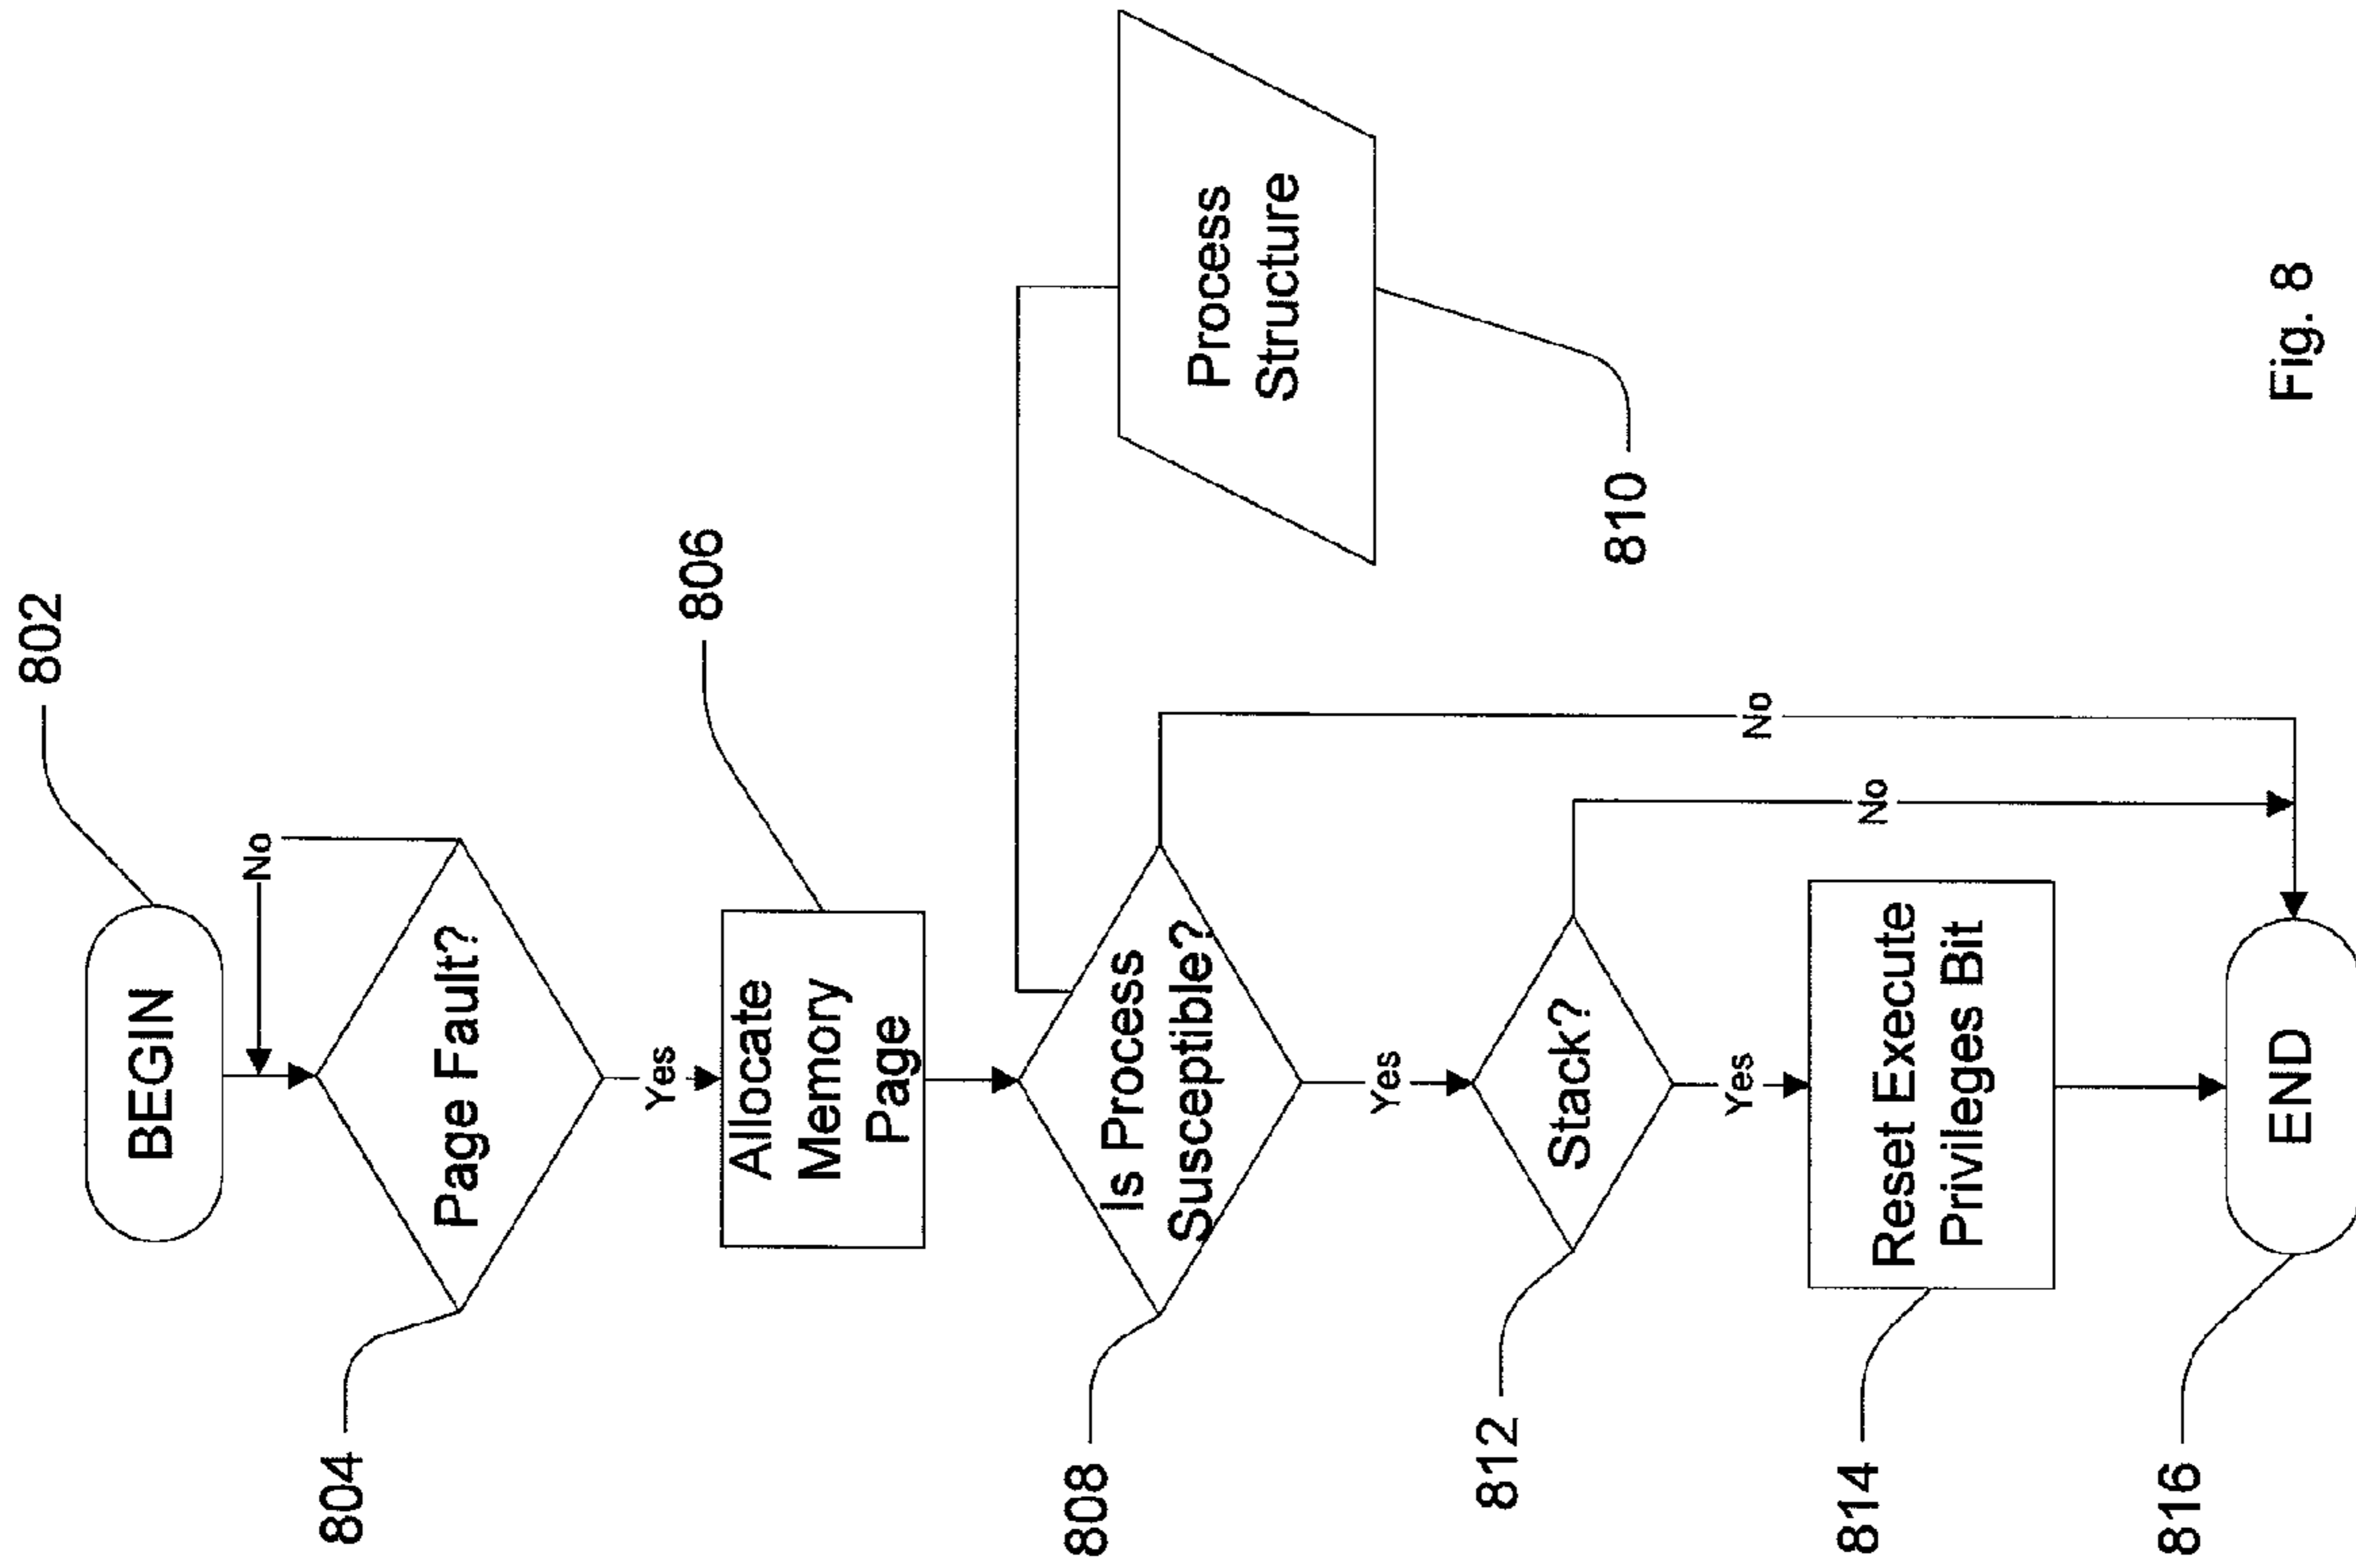 802
BEGIN
No
804
Page Fault?
Yes
806
Allocate
Memory
Page
808
Is Process
Susceptible?
Process
Structure
810
No
Yes
812
Stack?
No
Yes
814
Reset Execute
Privileges Bit
816
END
Fig. 8